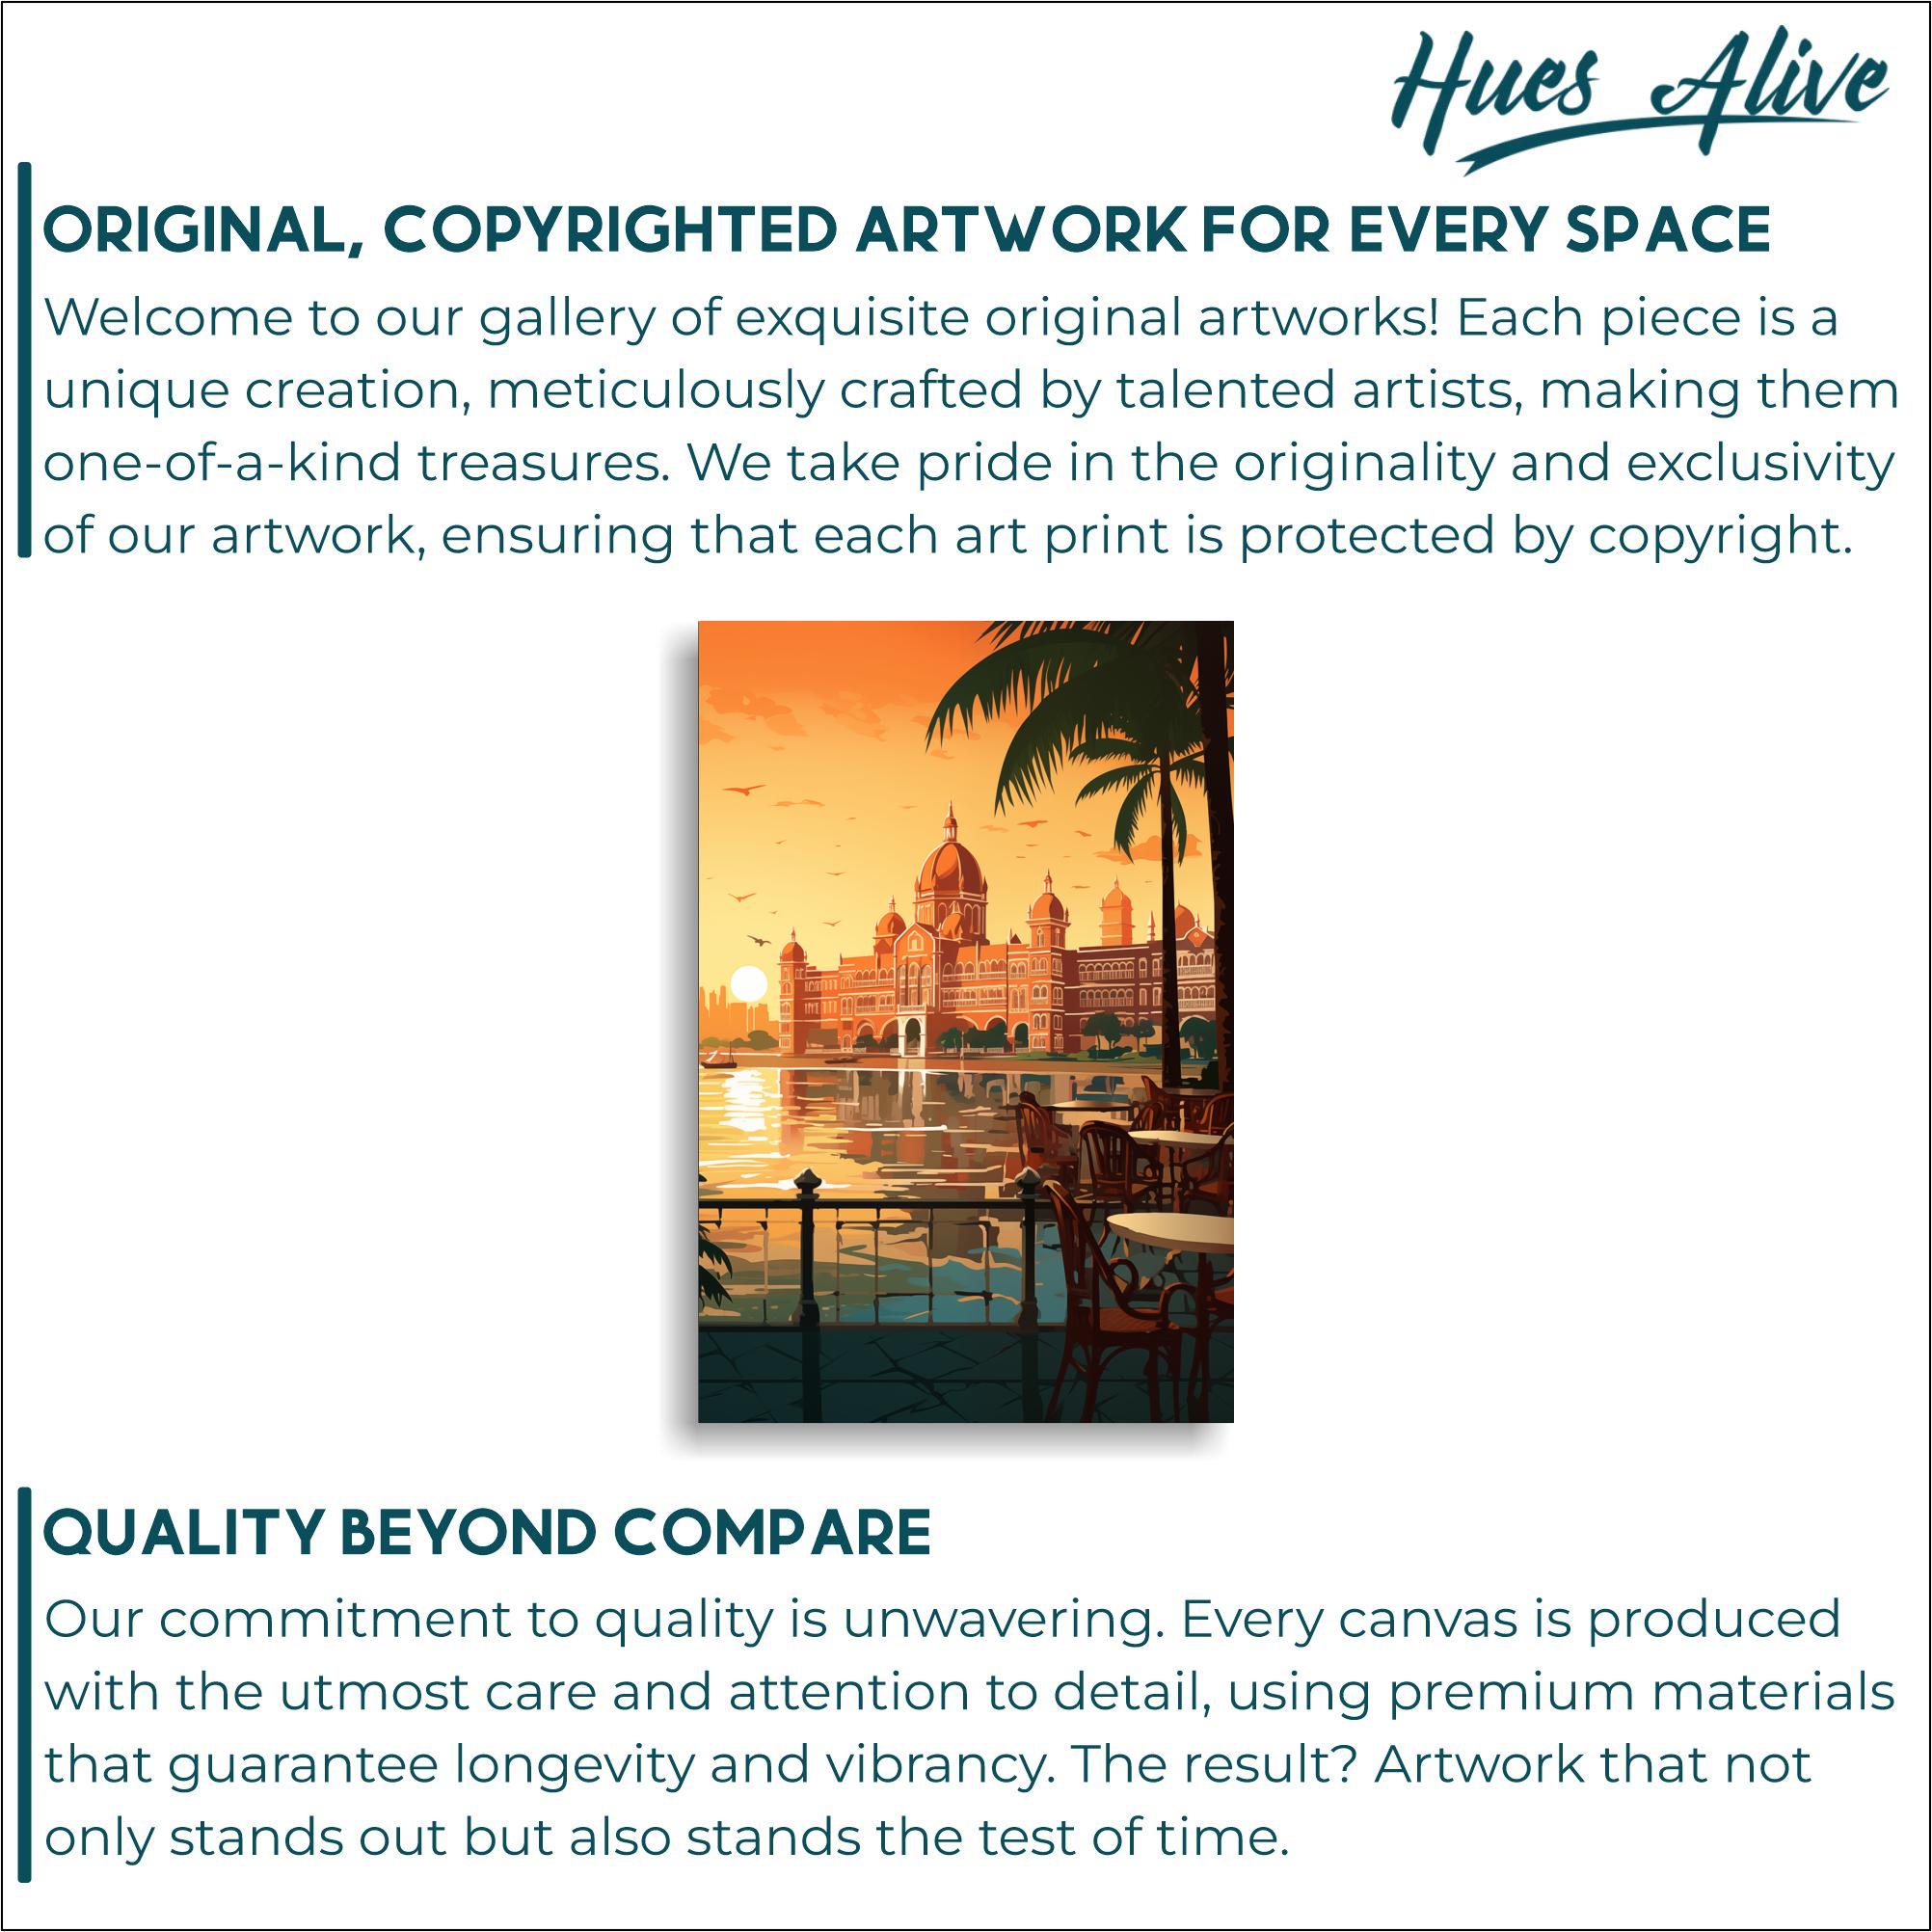 Hues Alive
ORIGINAL, COPYRIGHTED ARTWORK FOR EVERY SPACE
Welcome to our gallery of exquisite original artworks! Each piece is a
unique creation, meticulously crafted by talented artists, making them
one-of-a-kind treasures. We take pride in the originality and exclusivity
of our artwork, ensuring that each art print is protected by copyright.
QUALITY BEYOND COMPARE
Our commitment to quality is unwavering. Every canvas is produced
with the utmost care and attention to detail, using premium materials
that guarantee longevity and vibrancy. The result? Artwork that not
only stands out but also stands the test of time.